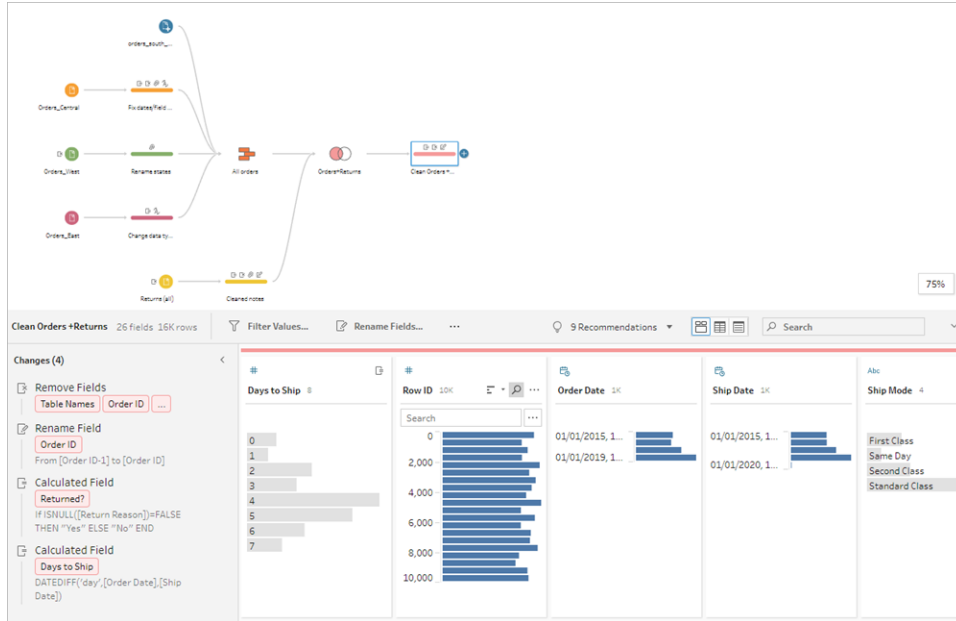 orders_south_...
Orders_Central
Fix dates/field ...
Orders_West
Rename states
All orders
Orders+Returns
Clean Orders +...
Orders_East
Change data ty...
Returns (all)
Cleaned notes
75%
Clean Orders +Returns 26 fields 16K rows
Filter Values...
Rename Fields...
...
9 Recommendations
Search
Changes (4)
Remove Fields
Table Names Order ID ...
Rename Field
Order ID
From [Order ID-1] to [Order ID]
Calculated Field
Returned?
If ISNULL([Return Reason])=FALSE
THEN "Yes" ELSE "No" END
Calculated Field
Days to Ship
DATEDIFF('day',[Order Date],[Ship
Date])
#
Days to Ship 8
0
1
2
3
4
5
6
7
#
Row ID 10K
Search
0
2,000
4,000
6,000
8,000
10,000
Order Date 1K
01/01/2015, 1...
01/01/2019, 1...
Ship Date 1K
01/01/2015, 1...
01/01/2020, 1...
Abc
Ship Mode 4
First Class
Same Day
Second Class
Standard Class